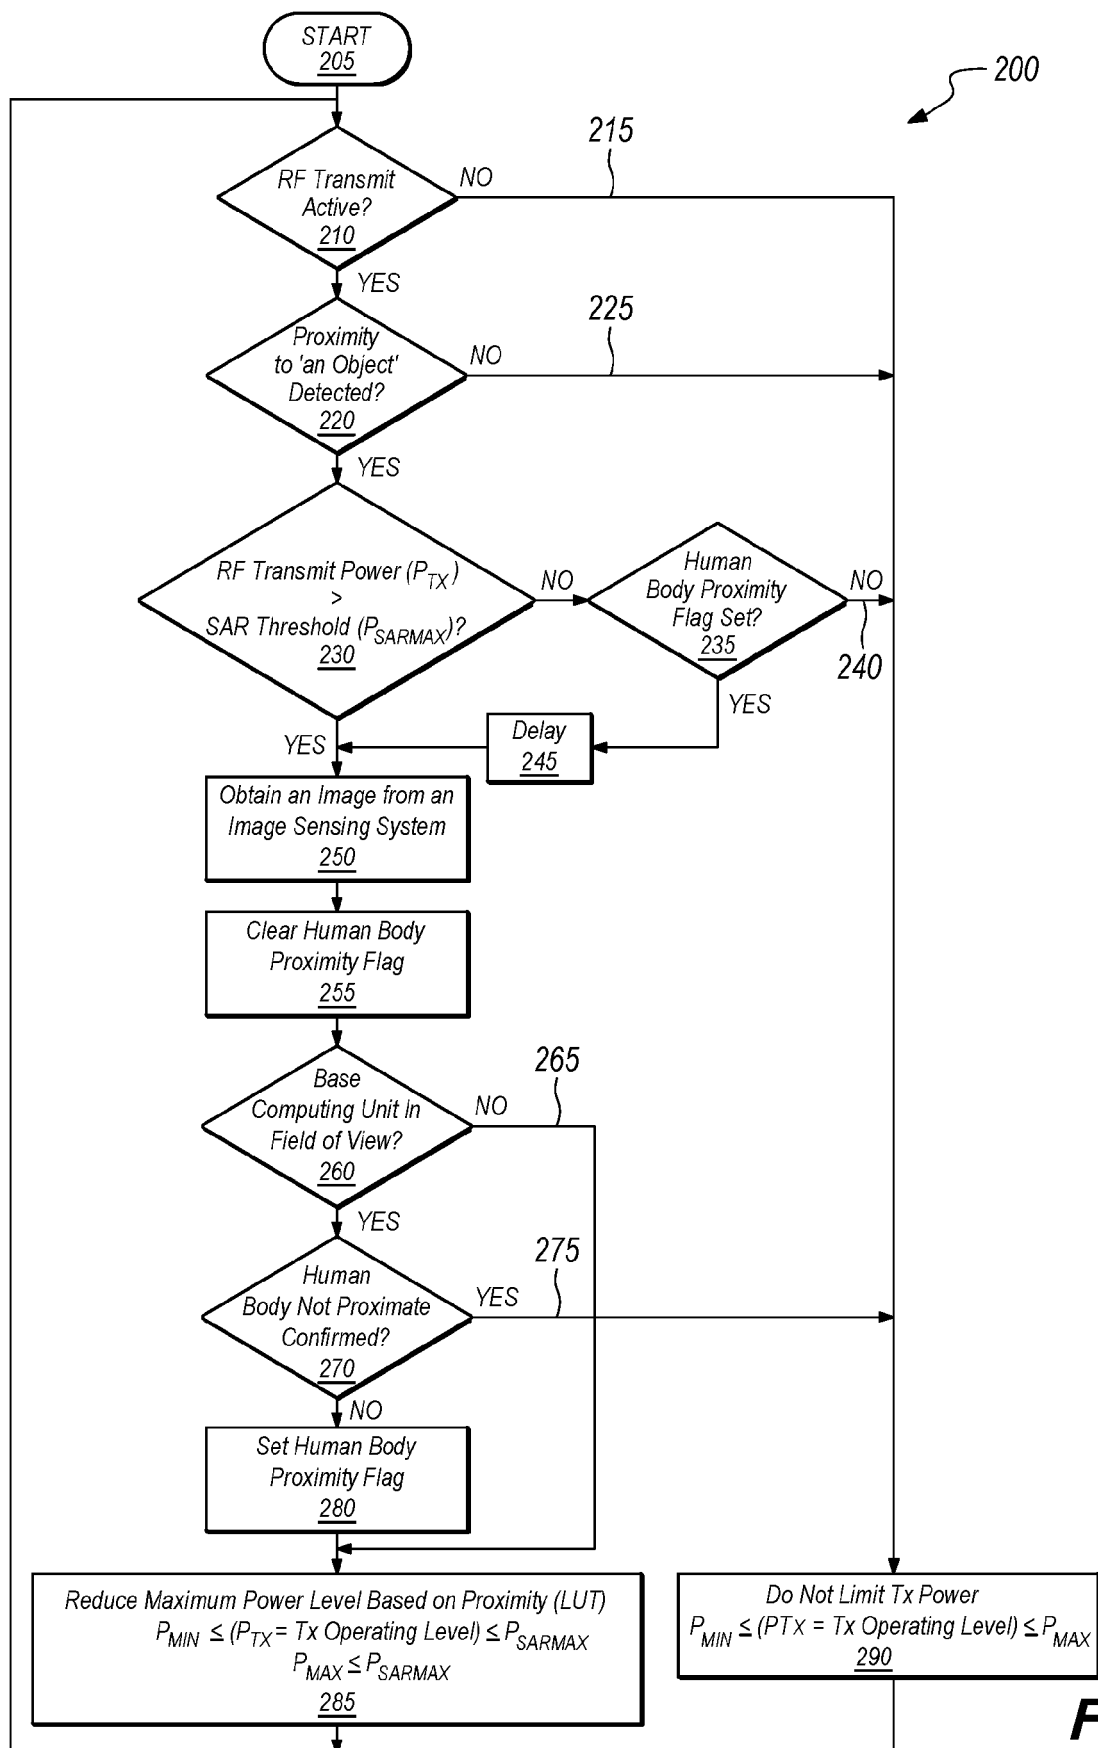 START
205
200
215
RF Transmit
Active?
210
NO
YES
225
Proximity
to 'an Object'
Detected?
220
NO
YES
RF Transmit Power (P_TX)
>
SAR Threshold (P_SARMAX)?
230
NO
YES
Human
Body Proximity
Flag Set?
235
NO
240
YES
Delay
245
Obtain an Image from an
Image Sensing System
250
Clear Human Body
Proximity Flag
255
265
Base
Computing Unit In
Field of View?
260
NO
YES
275
Human
Body Not Proximate
Confirmed?
270
YES
NO
Set Human Body
Proximity Flag
280
Reduce Maximum Power Level Based on Proximity (LUT)
P_MIN ≤ (P_TX = Tx Operating Level) ≤ P_SARMAX
P_MAX ≤ P_SARMAX
285
Do Not Limit Tx Power
P_MIN ≤ (PTX = Tx Operating Level) ≤ P_MAX
290
F